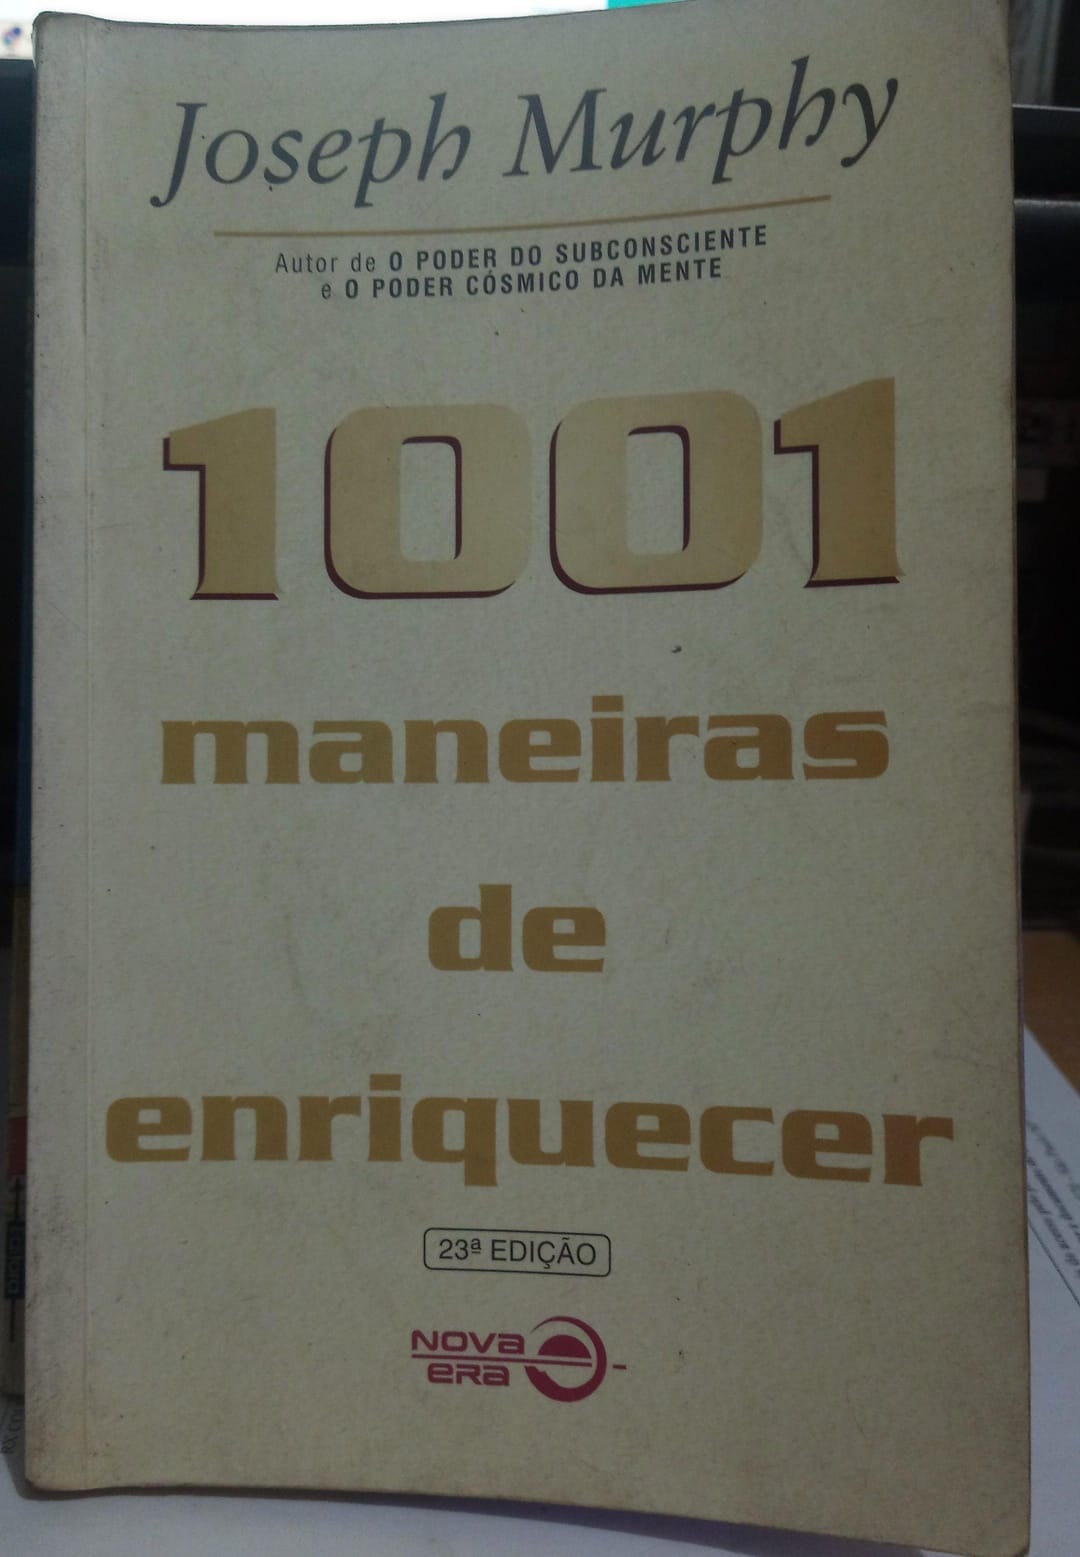 Joseph Murphy
Autor de O PODER DO SUBCONSCIENTE
e O PODER CÓSMICO DA MENTE
1001
maneiras
de
enriquecer
23ª EDIÇÃO
NOVA
ERA